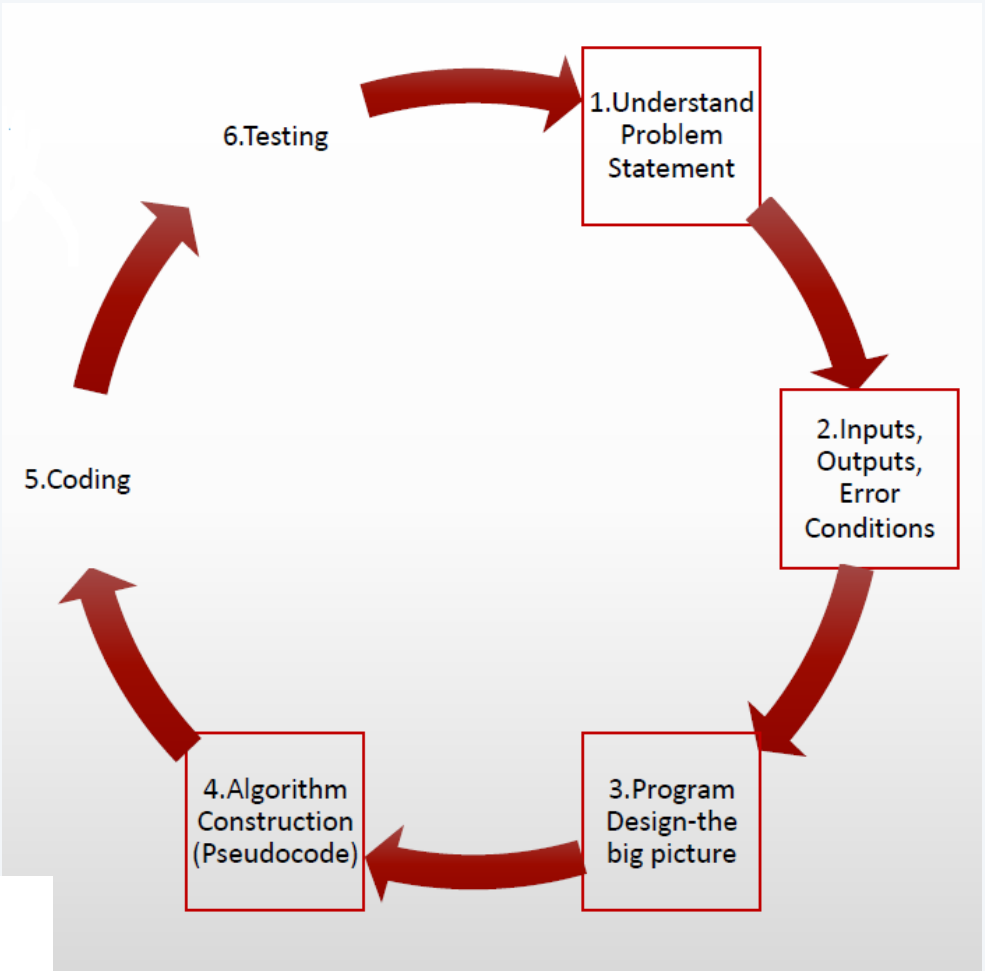 1.Understand
Problem
Statement
2.Inputs,
Outputs,
Error
Conditions
3.Program
Design-the
big picture
4.Algorithm
Construction
(Pseudocode)
5.Coding
6.Testing